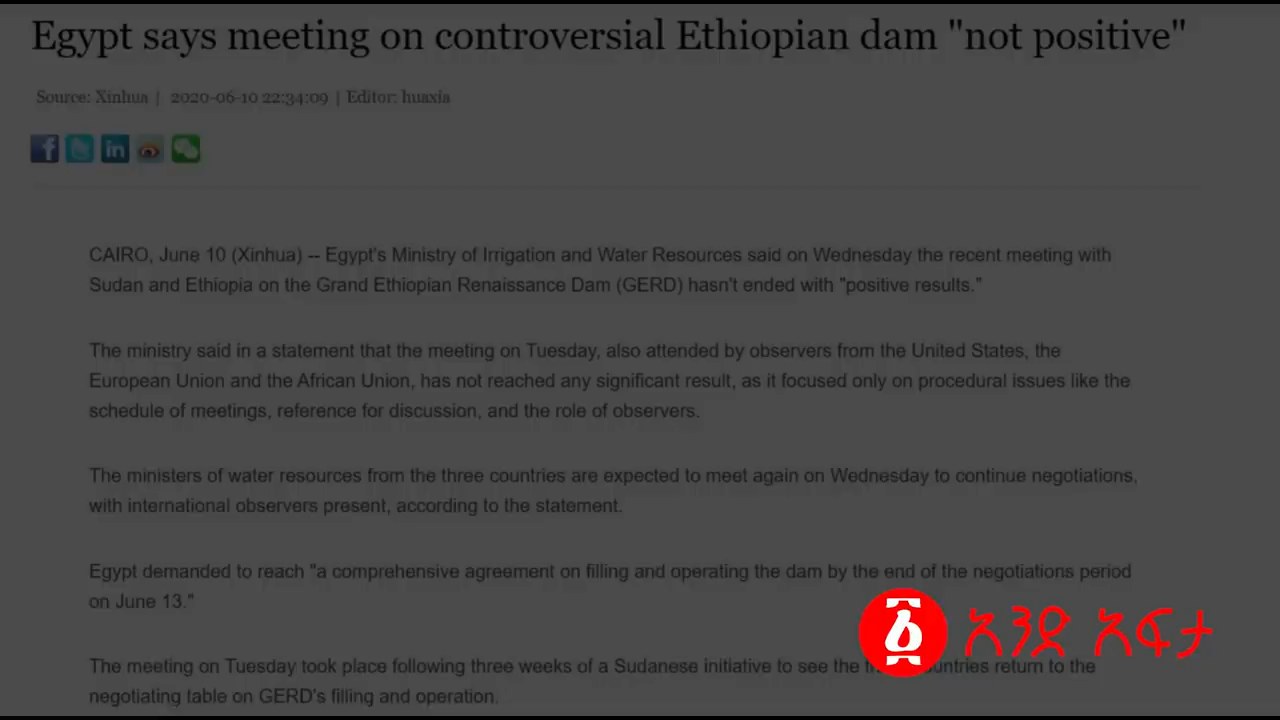 Egypt says meeting on controversial Ethiopian dam "not positive"
Source: Xinhua | 2020-06-10 22:34:09 | Editor: huaxia
CAIRO, June 10 (Xinhua) -- Egypt's Ministry of Irrigation and Water Resources said on Wednesday the recent meeting with
Sudan and Ethiopia on the Grand Ethiopian Renaissance Dam (GERD) hasn't ended with "positive results."
The ministry said in a statement that the meeting on Tuesday, also attended by observers from the United States, the
European Union and the African Union, has not reached any significant result, as it focused only on procedural issues like the
schedule of meetings, reference for discussion, and the role of observers.
The ministers of water resources from the three countries are expected to meet again on Wednesday to continue negotiations,
with international observers present, according to the statement.
Egypt demanded to reach "a comprehensive agreement on filling and operating the dam by the end of the negotiations period
on June 13."
፩ አንድ አፍታ
The meeting on Tuesday took place following three weeks of a Sudanese initiative to see the countries return to the
negotiating table on GERD's filling and operation.